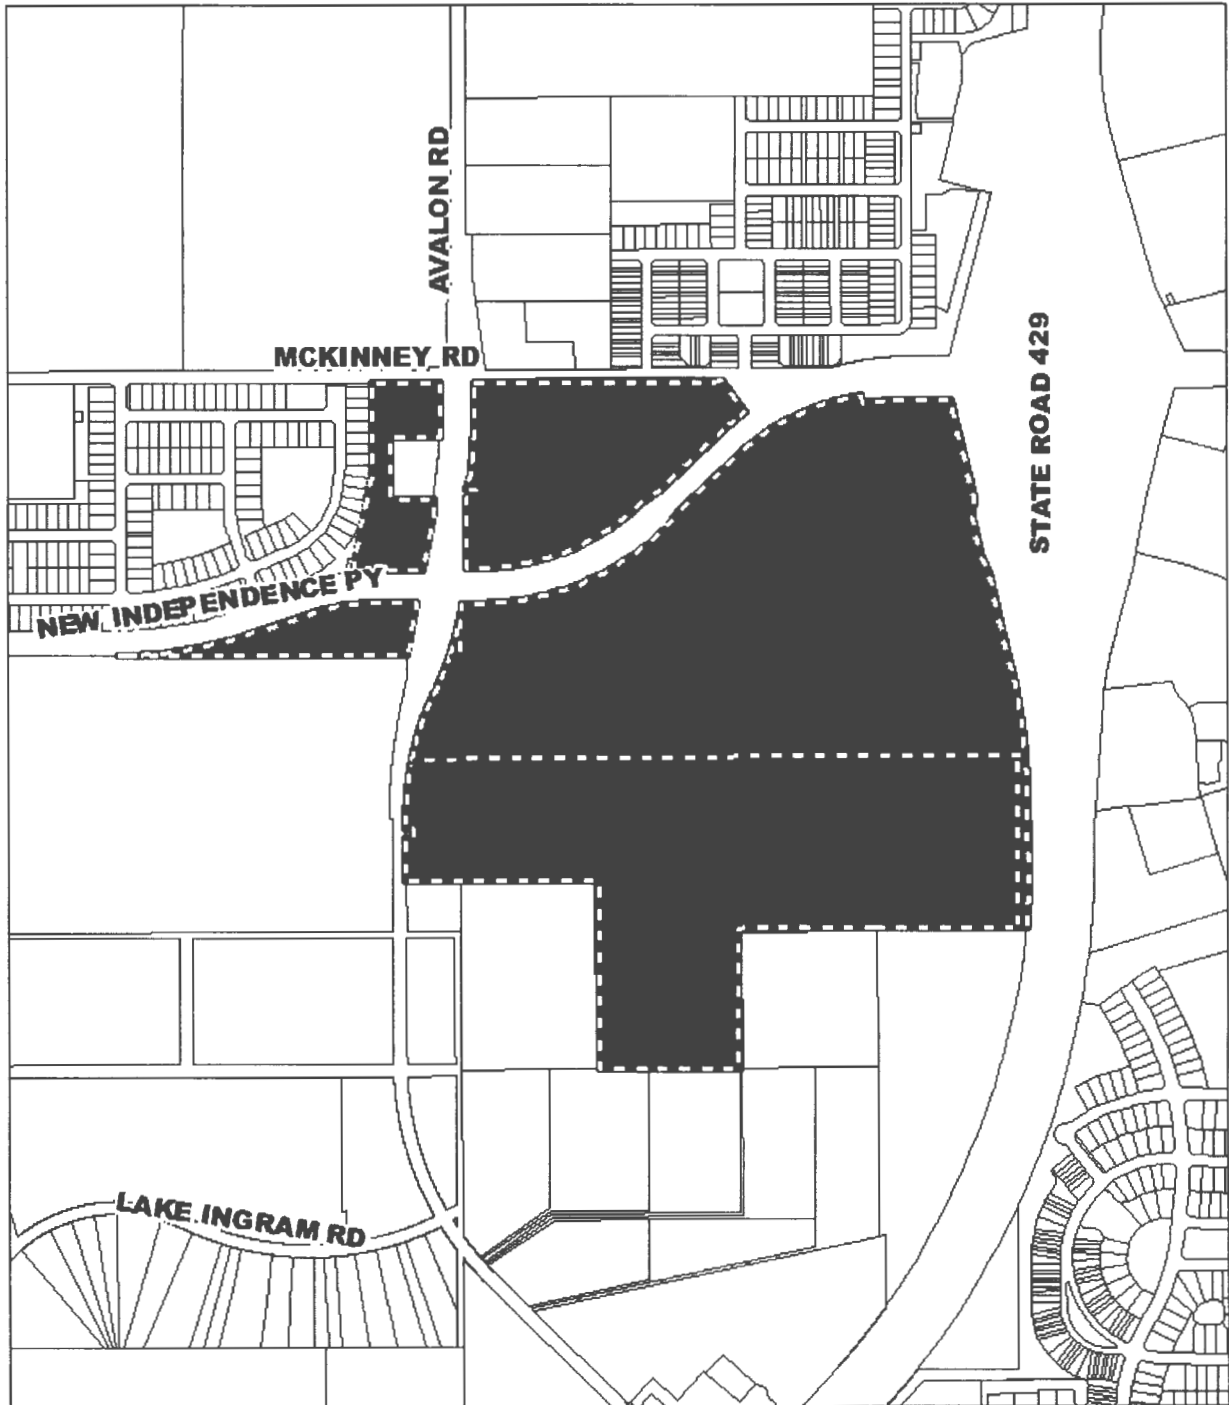 AVALON RD
MCKINNEY RD
STATE ROAD 429
NEW INDEPENDENCE PY
LAKE INGRAM RD